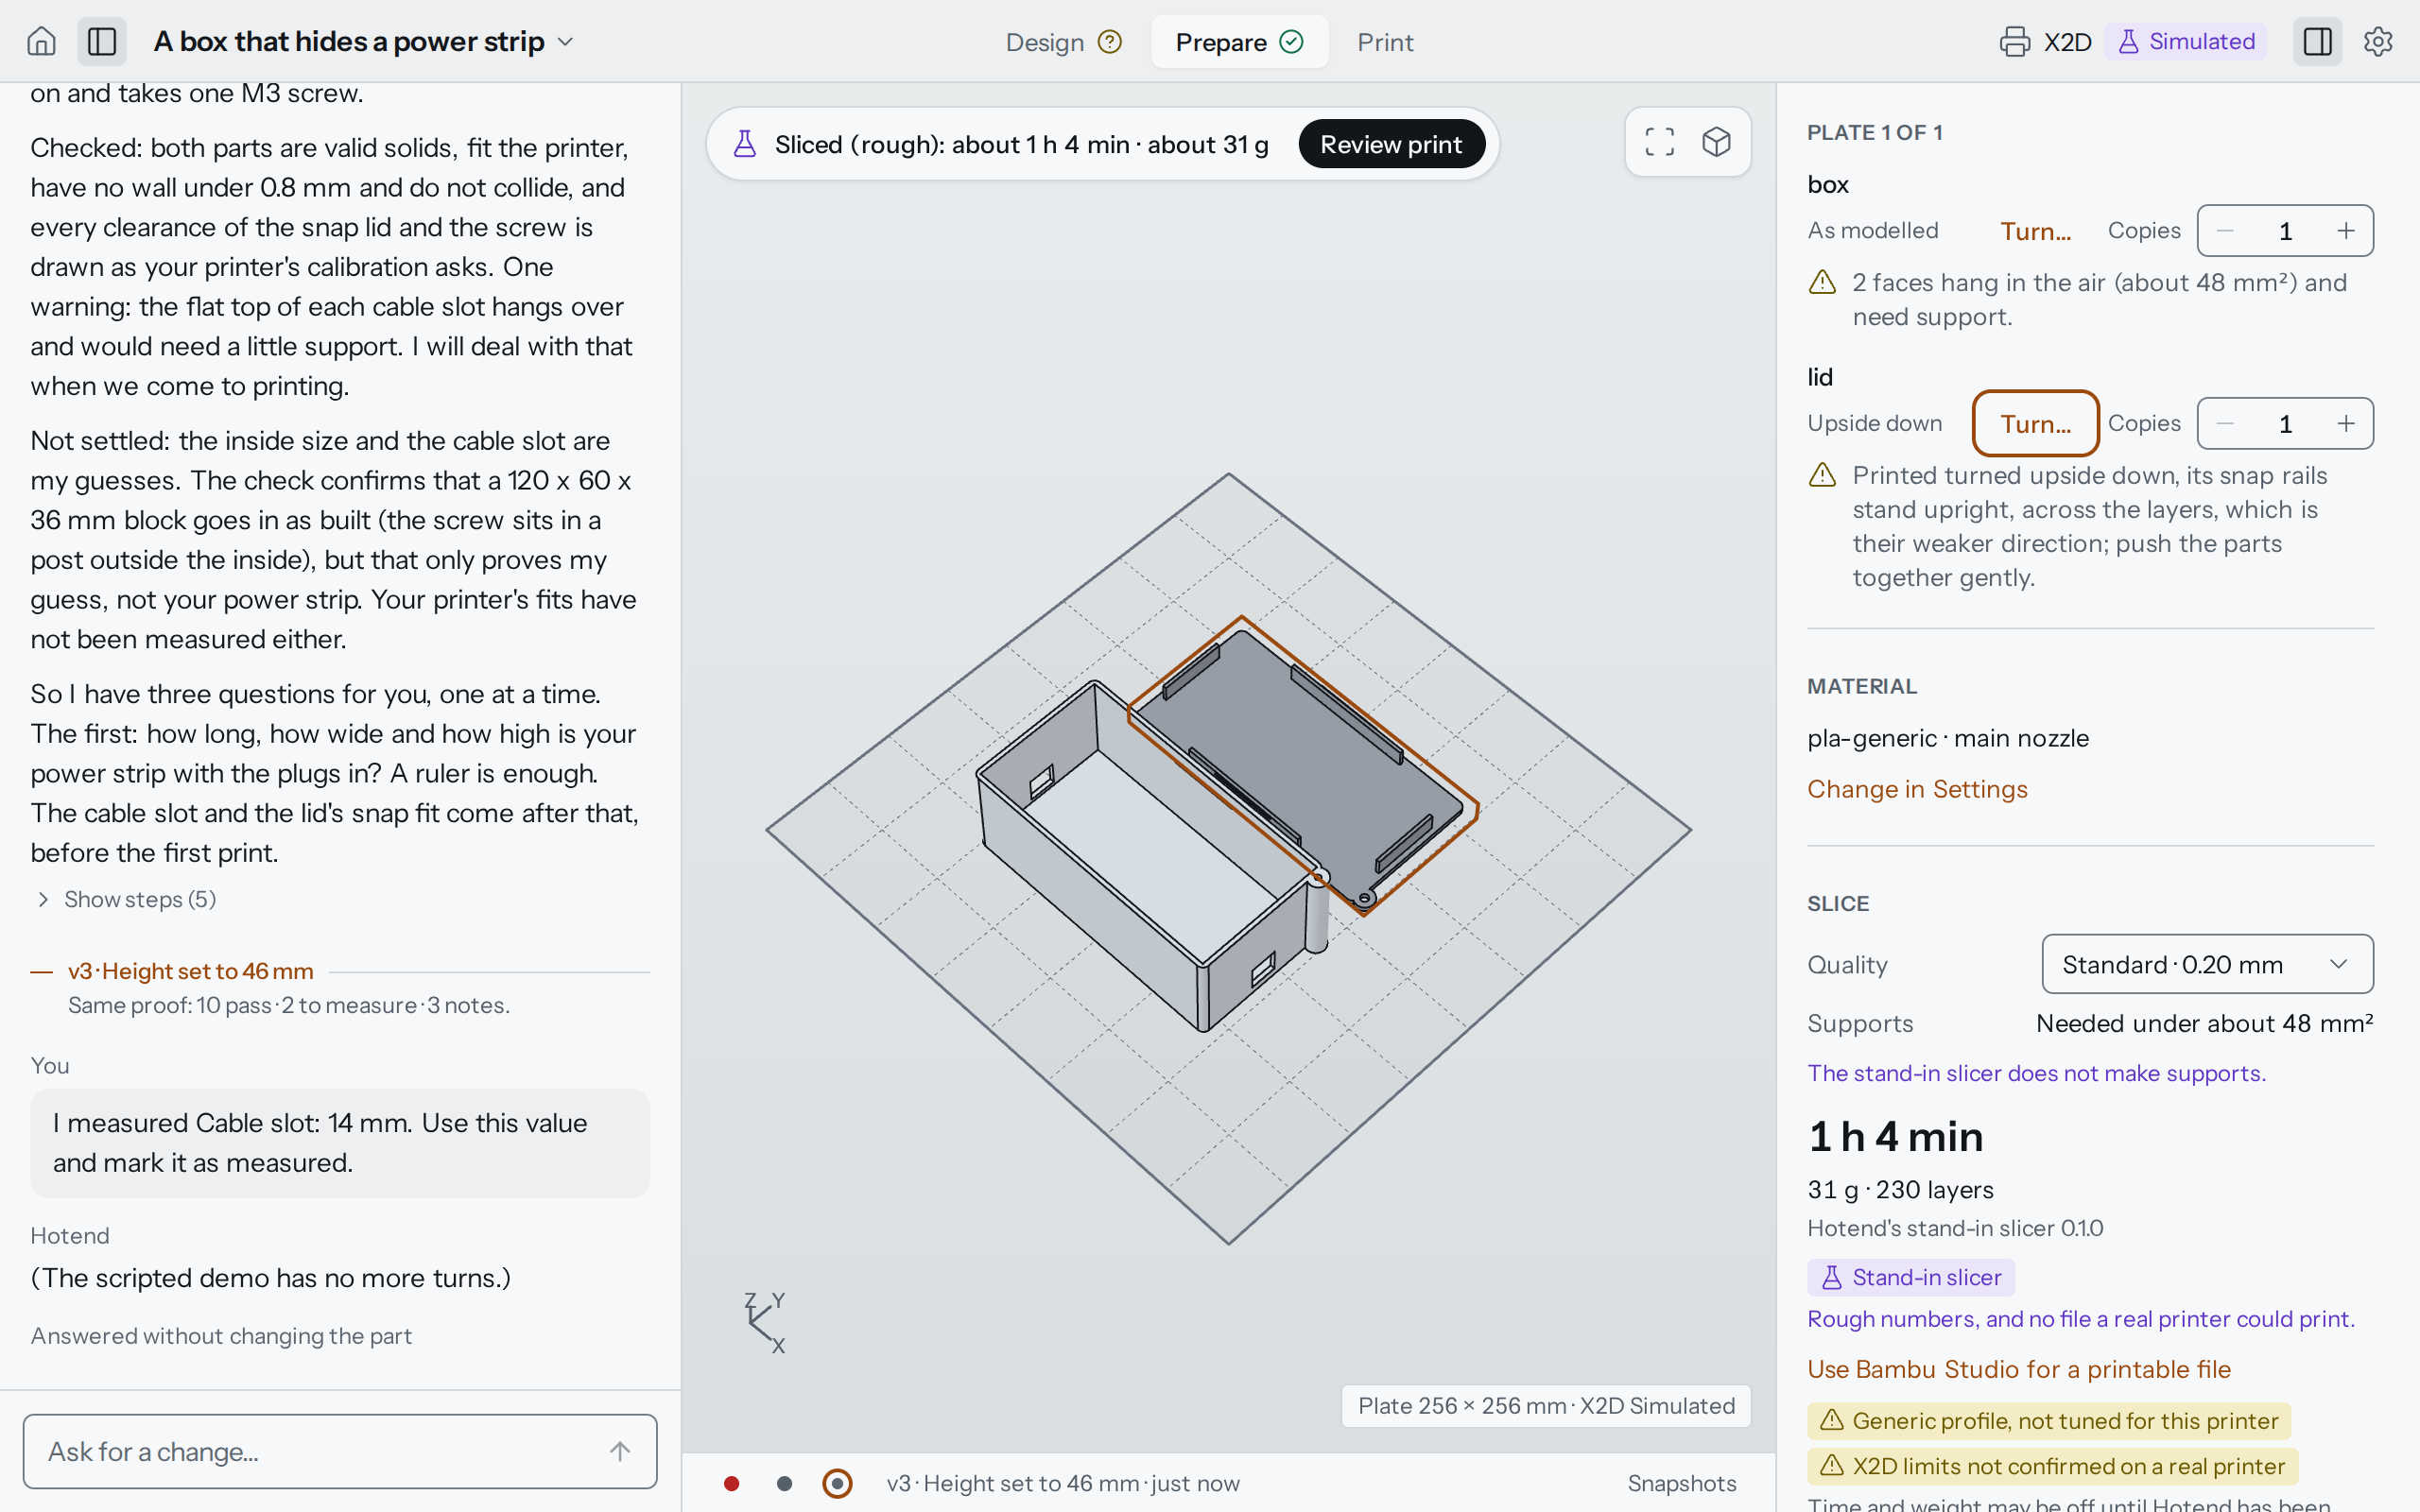 A box that hides a power strip
Design
Prepare
Print
X2D
Simulated
on and takes one M3 screw.
Checked: both parts are valid solids, fit the printer,
have no wall under 0.8 mm and do not collide, and
every clearance of the snap lid and the screw is
drawn as your printer's calibration asks. One
warning: the flat top of each cable slot hangs over
and would need a little support. I will deal with that
when we come to printing.
Not settled: the inside size and the cable slot are
my guesses. The check confirms that a 120 x 60 x
36 mm block goes in as built (the screw sits in a
post outside the inside), but that only proves my
guess, not your power strip. Your printer's fits have
not been measured either.
So I have three questions for you, one at a time.
The first: how long, how wide and how high is your
power strip with the plugs in? A ruler is enough.
The cable slot and the lid's snap fit come after that,
before the first print.
Show steps (5)
v3 · Height set to 46 mm
Same proof: 10 pass · 2 to measure · 3 notes.
You
I measured Cable slot: 14 mm. Use this value
and mark it as measured.
Hotend
(The scripted demo has no more turns.)
Answered without changing the part
Ask for a change...
Sliced (rough): about 1 h 4 min · about 31 g
Review print
Z Y
X
Plate 256 × 256 mm · X2D Simulated
v3 · Height set to 46 mm · just now
Snapshots
PLATE 1 OF 1
box
As modelled
Turn...
Copies
1
2 faces hang in the air (about 48 mm²) and
need support.
lid
Upside down
Turn...
Copies
1
Printed turned upside down, its snap rails
stand upright, across the layers, which is
their weaker direction; push the parts
together gently.
MATERIAL
pla-generic · main nozzle
Change in Settings
SLICE
Quality
Standard · 0.20 mm
Supports
Needed under about 48 mm²
The stand-in slicer does not make supports.
1 h 4 min
31 g · 230 layers
Hotend's stand-in slicer 0.1.0
Stand-in slicer
Rough numbers, and no file a real printer could print.
Use Bambu Studio for a printable file
Generic profile, not tuned for this printer
X2D limits not confirmed on a real printer
Time and weight may be off until Hotend has been